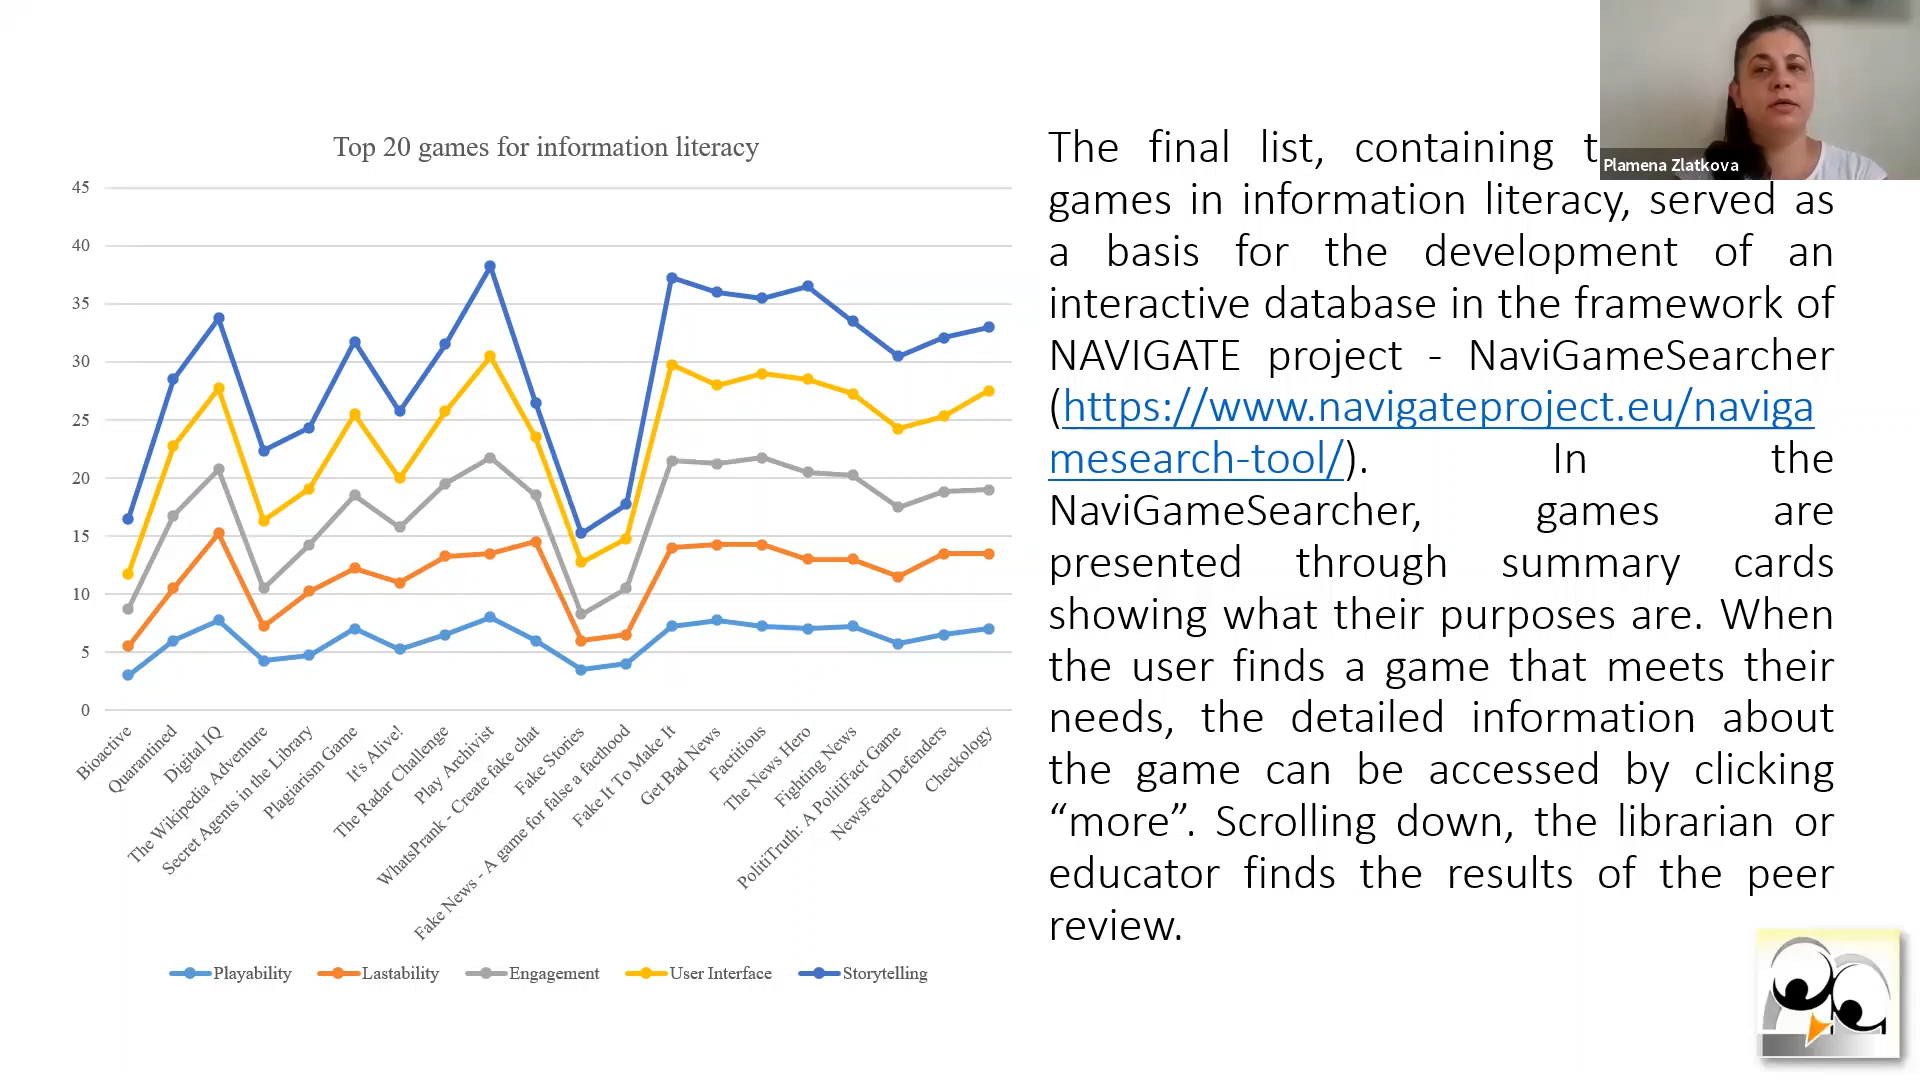 Top 20 games for information literacy
45
40
35
30
25
20
15
10
5
0
Bioactive
Quarantined
Digital IQ
The Wikipedia Adventure
Secret Agents in the Library
Plagiarism Game
It's Alive!
The Radar Challenge
Play Archivist
WhatsPrank - Create fake chat
Fake Stories
Fake News - A game for false a facthood
Fake It To Make It
Get Bad News
Factitious
The News Hero
Fighting News
PolitiTruth: A PolitiFact Game
NewsFeed Defenders
Checkology
Playability Lastability Engagement User Interface Storytelling
Plamena Zlatkova
The final list, containing
games in information literacy, served as
a basis for the development of an
interactive database in the framework of
NAVIGATE project - NaviGameSearcher
(https://www.navigateproject.eu/naviga
mesearch-tool/). In the
NaviGameSearcher, games are
presented through summary cards
showing what their purposes are. When
the user finds a game that meets their
needs, the detailed information about
the game can be accessed by clicking
“more”. Scrolling down, the librarian or
educator finds the results of the peer
review.